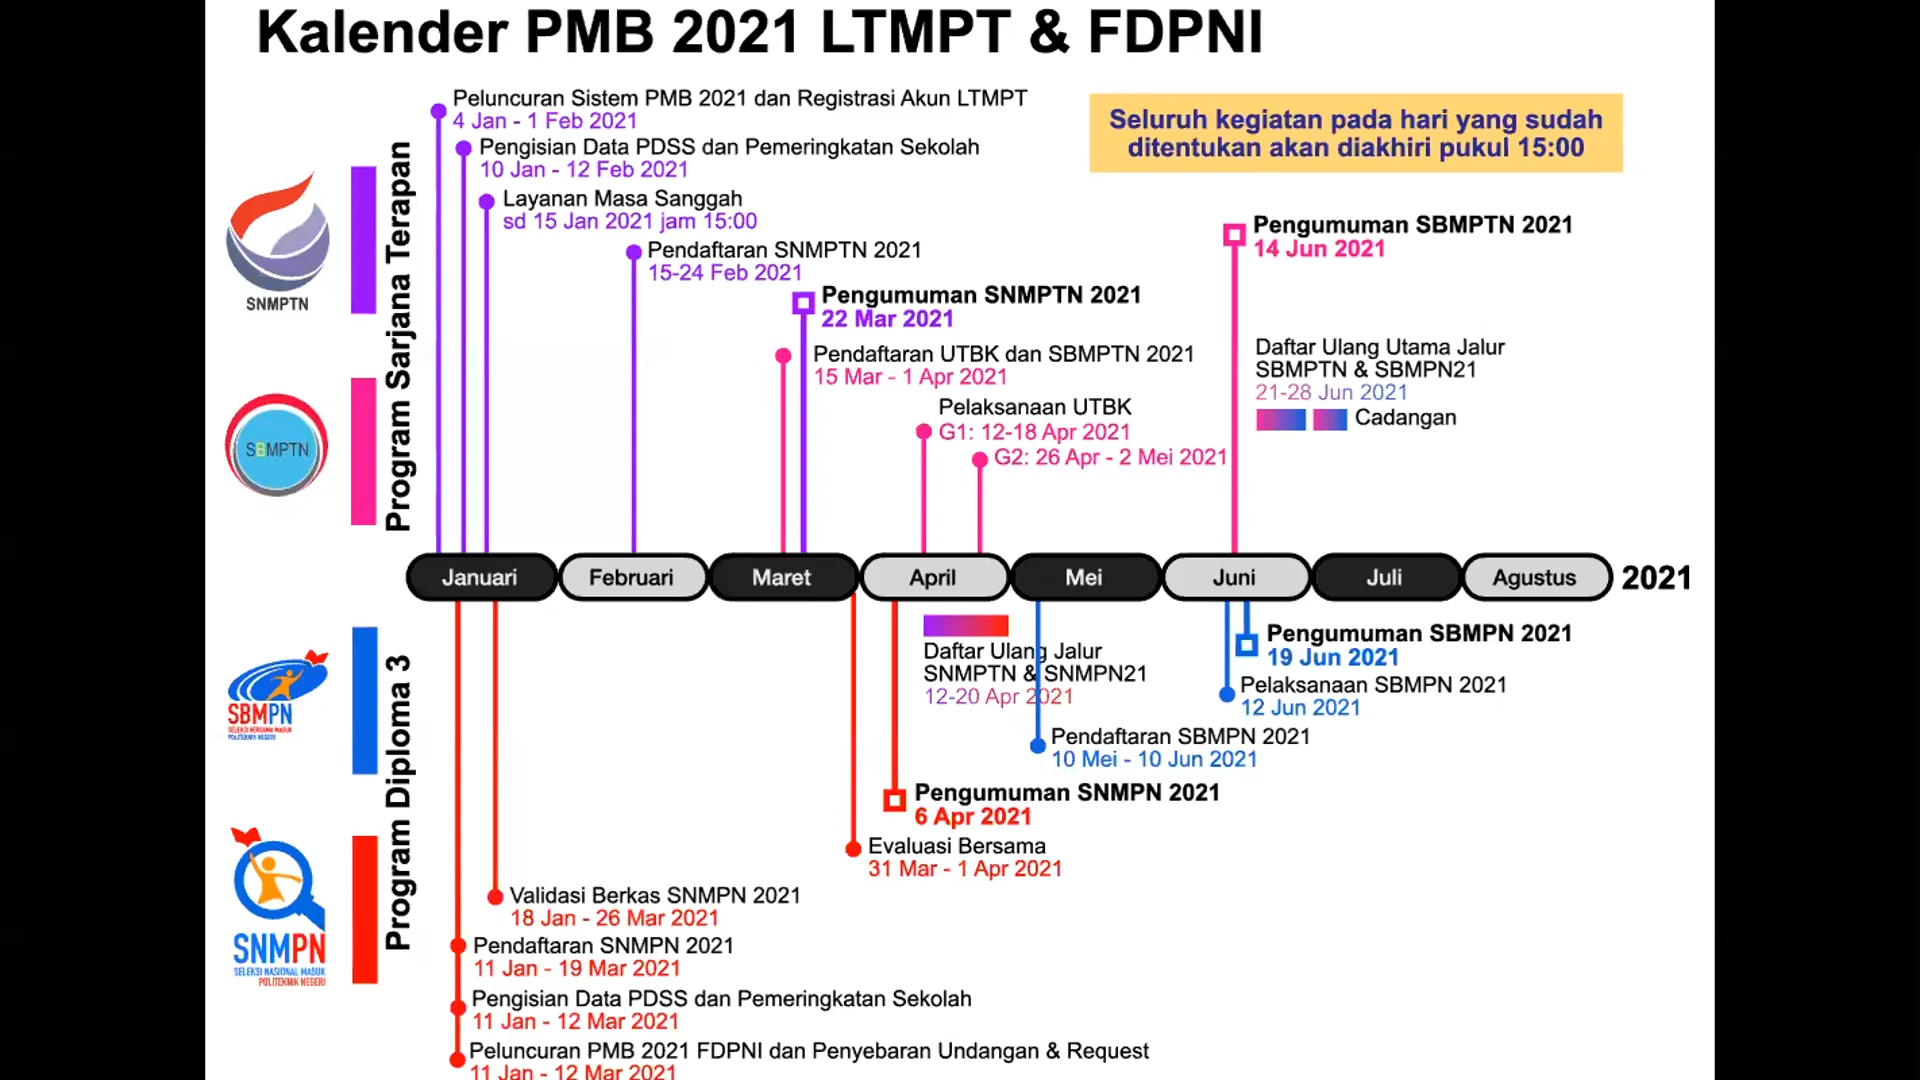 Kalender PMB 2021 LTMPT & FDPNI
Peluncuran Sistem PMB 2021 dan Registrasi Akun LTMPT
4 Jan - 1 Feb 2021
Seluruh kegiatan pada hari yang sudah
ditentukan akan diakhiri pukul 15:00
Pengisian Data PDSS dan Pemeringkatan Sekolah
10 Jan - 12 Feb 2021
Layanan Masa Sanggah
sd 15 Jan 2021 jam 15:00
Pendaftaran SNMPTN 2021
15-24 Feb 2021
Pengumuman SNMPTN 2021
22 Mar 2021
Pendaftaran UTBK dan SBMPTN 2021
15 Mar - 1 Apr 2021
Pelaksanaan UTBK
G1: 12-18 Apr 2021
G2: 26 Apr - 2 Mei 2021
Pengumuman SBMPTN 2021
14 Jun 2021
Daftar Ulang Utama Jalur
SBMPTN & SBMPN21
21-28 Jun 2021
Cadangan
SNMPTN
SBMPTN
Program Sarjana Terapan
Januari
Februari
Maret
April
Mei
Juni
Juli
Agustus
2021
Program Diploma 3
SBMPN
SELEKSI BERSAMA MASUK
POLITEKNIK NEGERI
SNMPN
SELEKSI NASIONAL MASUK
POLITEKNIK NEGERI
Daftar Ulang Jalur
SNMPTN & SNMPN21
12-20 Apr 2021
Pengumuman SBMPN 2021
19 Jun 2021
Pelaksanaan SBMPN 2021
12 Jun 2021
Pendaftaran SBMPN 2021
10 Mei - 10 Jun 2021
Pengumuman SNMPN 2021
6 Apr 2021
Evaluasi Bersama
31 Mar - 1 Apr 2021
Validasi Berkas SNMPN 2021
18 Jan - 26 Mar 2021
Pendaftaran SNMPN 2021
11 Jan - 19 Mar 2021
Pengisian Data PDSS dan Pemeringkatan Sekolah
11 Jan - 12 Mar 2021
Peluncuran PMB 2021 FDPNI dan Penyebaran Undangan & Request
11 Jan - 12 Mar 2021